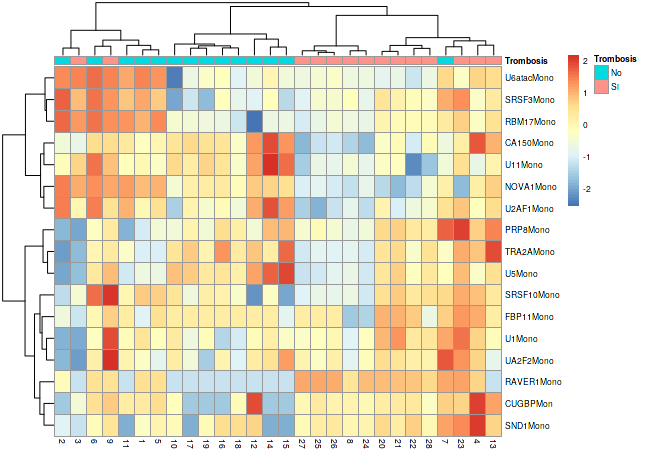 Trombosis
U6atacMono
SRSF3Mono
RBM17Mono
CA150Mono
U11Mono
NOVA1Mono
U2AF1Mono
PRP8Mono
TRA2AMono
U5Mono
SRSF10Mono
FBP11Mono
U1Mono
UA2F2Mono
RAVER1Mono
CUGBPMon
SND1Mono
2 3 6 9 11 1 5 10 17 19 16 18 12 14 15 27 25 26 8 24 20 21 22 28 7 23 4 13
2
1
0
-1
-2
Trombosis
No
SI